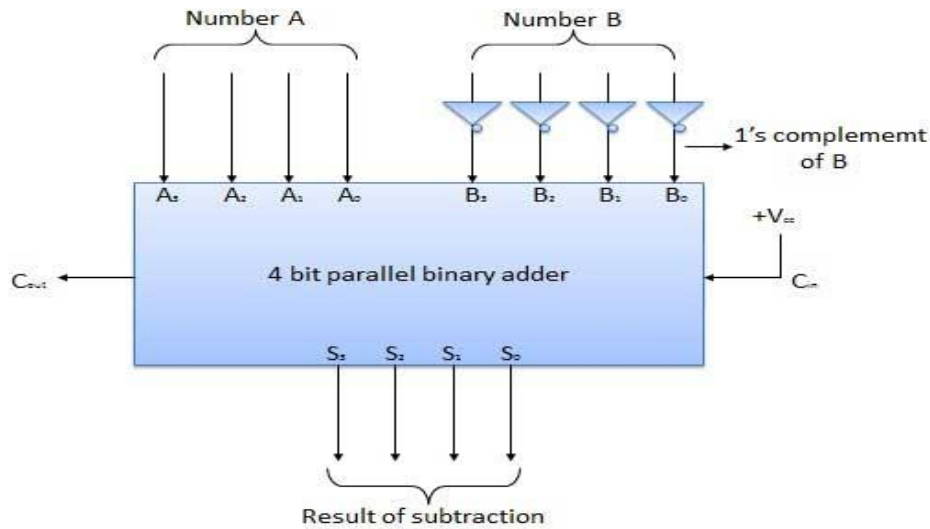 Number A
Number B
1's complememt
of B
A₃ A₂ A₁ A₀
B₃ B₂ B₁ B₀
+Vcc
4 bit parallel binary adder
Cout
Cin
S₃ S₂ S₁ S₀
Result of subtraction